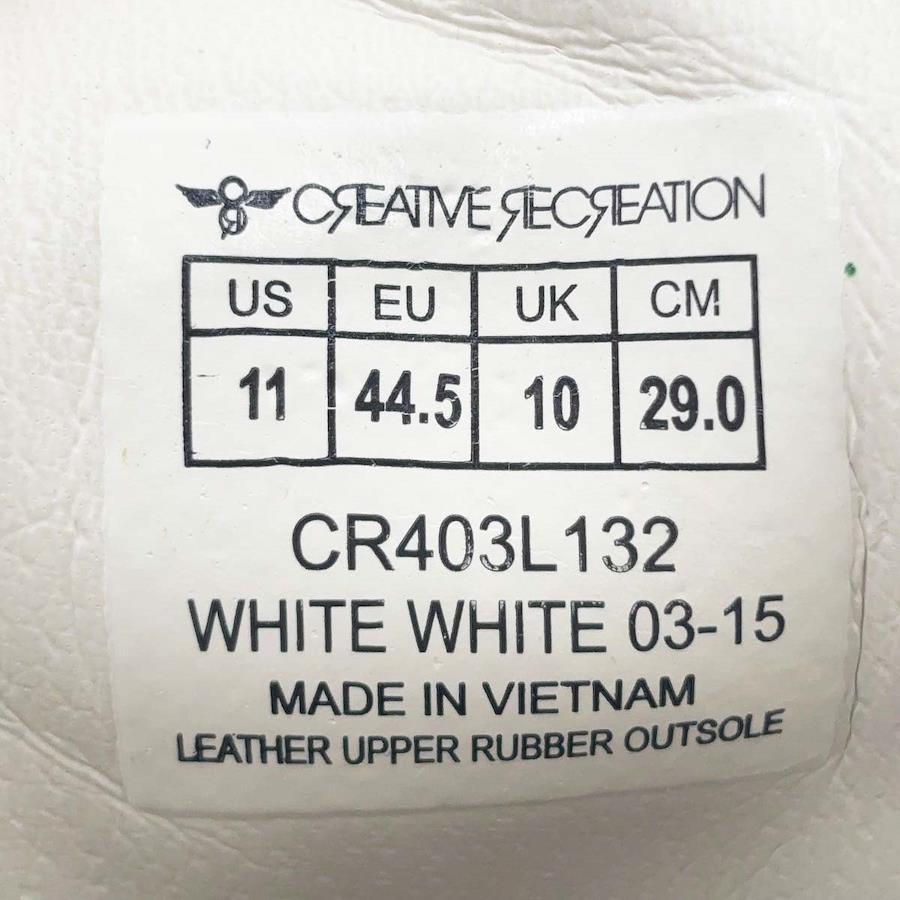 CREATIVE RECREATION
US EU UK CM
11 44.5 10 29.0
CR403L132
WHITE WHITE 03-15
MADE IN VIETNAM
LEATHER UPPER RUBBER OUTSOLE